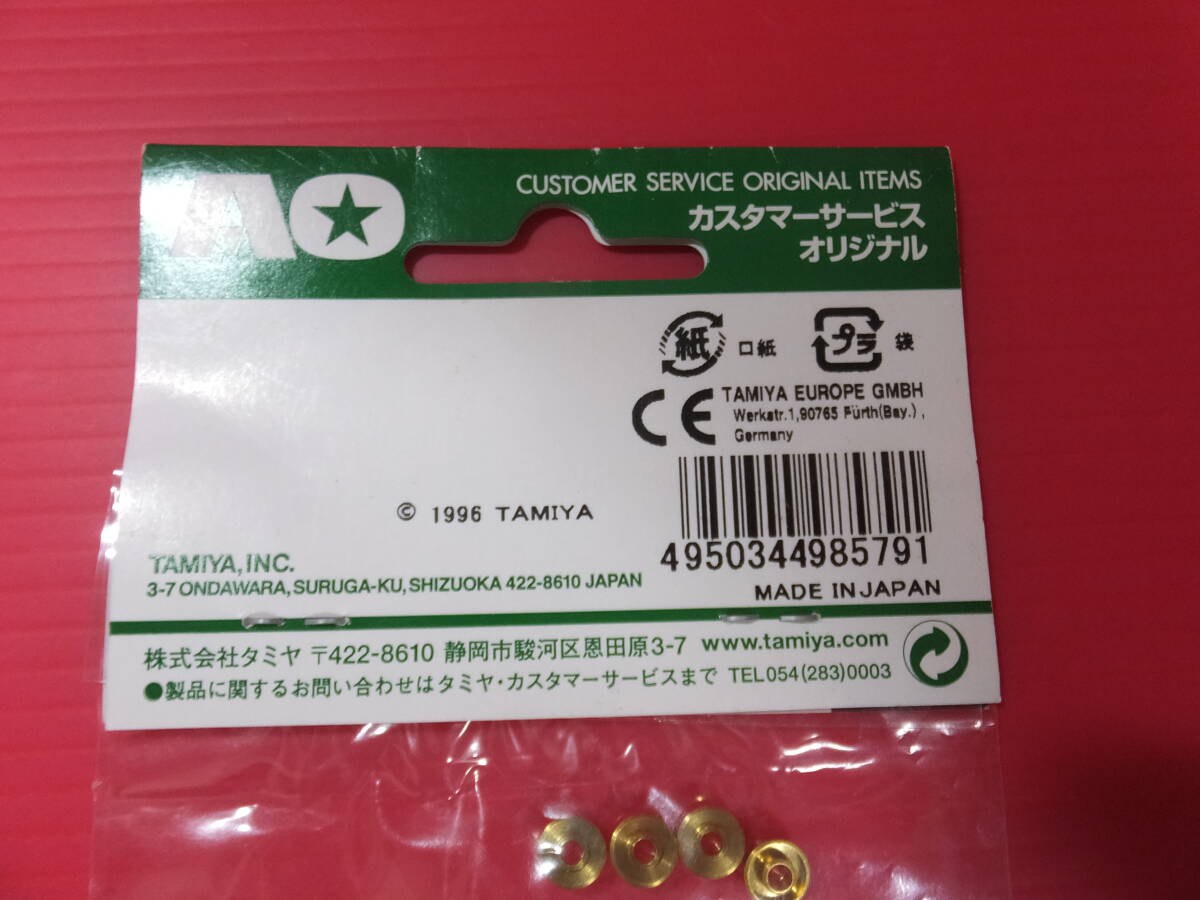 AO
CUSTOMER SERVICE ORIGINAL ITEMS
カスタマーサービス
オリジナル
紙 口紙 プラ 袋
CE TAMIYA EUROPE GMBH
Werkstr.1,90765 Fürth(Bay.),
Germany
© 1996 TAMIYA
4950344985791
MADE IN JAPAN
TAMIYA,INC.
3-7 ONDAWARA, SURUGA-KU, SHIZUOKA 422-8610 JAPAN
株式会社タミヤ 〒422-8610 静岡市駿河区恩田原3-7 www.tamiya.com
●製品に関するお問い合わせはタミヤ・カスタマーサービスまで TEL054(283)0003